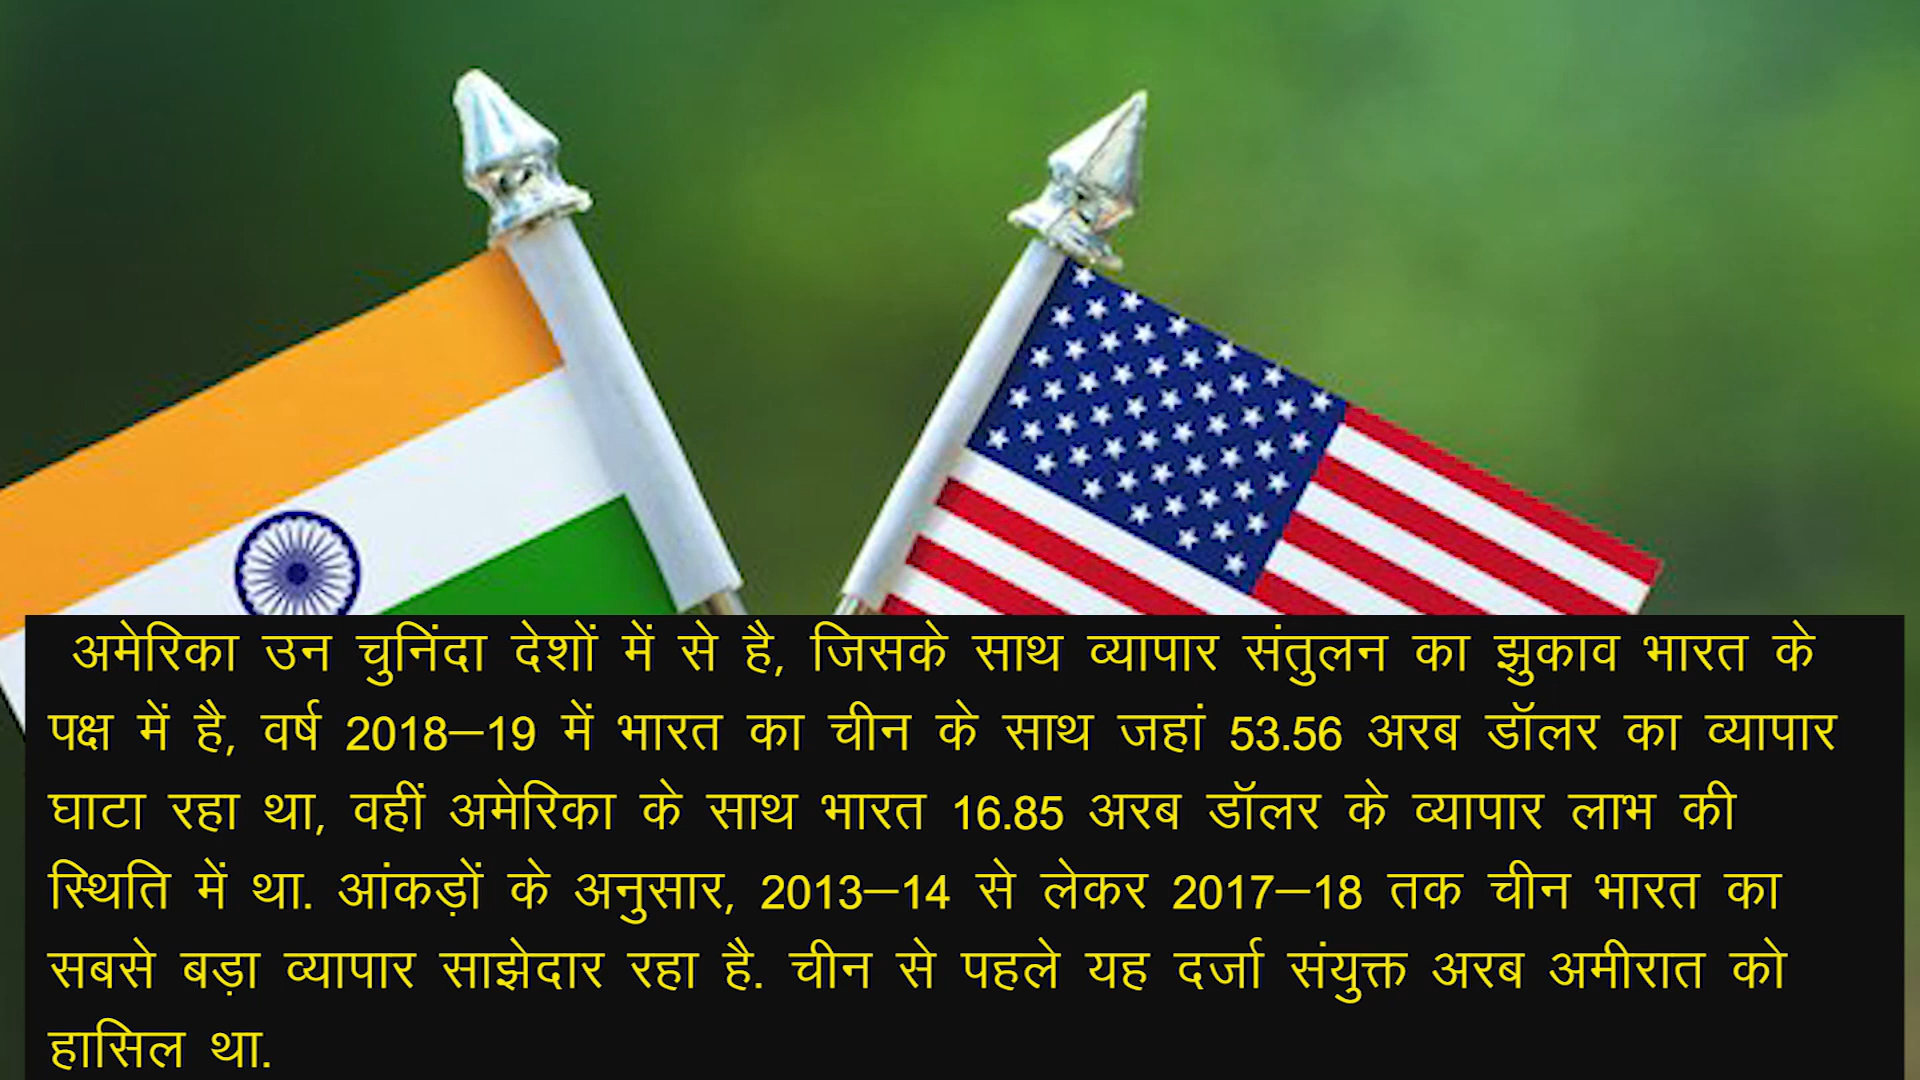 अमेरिका उन चुनिंदा देशों में से है, जिसके साथ व्यापार संतुलन का झुकाव भारत के
पक्ष में है, वर्ष 2018–19 में भारत का चीन के साथ जहां 53.56 अरब डॉलर का व्यापार
घाटा रहा था, वहीं अमेरिका के साथ भारत 16.85 अरब डॉलर के व्यापार लाभ की
स्थिति में था. आंकड़ों के अनुसार, 2013–14 से लेकर 2017–18 तक चीन भारत का
सबसे बड़ा व्यापार साझेदार रहा है. चीन से पहले यह दर्जा संयुक्त अरब अमीरात को
हासिल था.